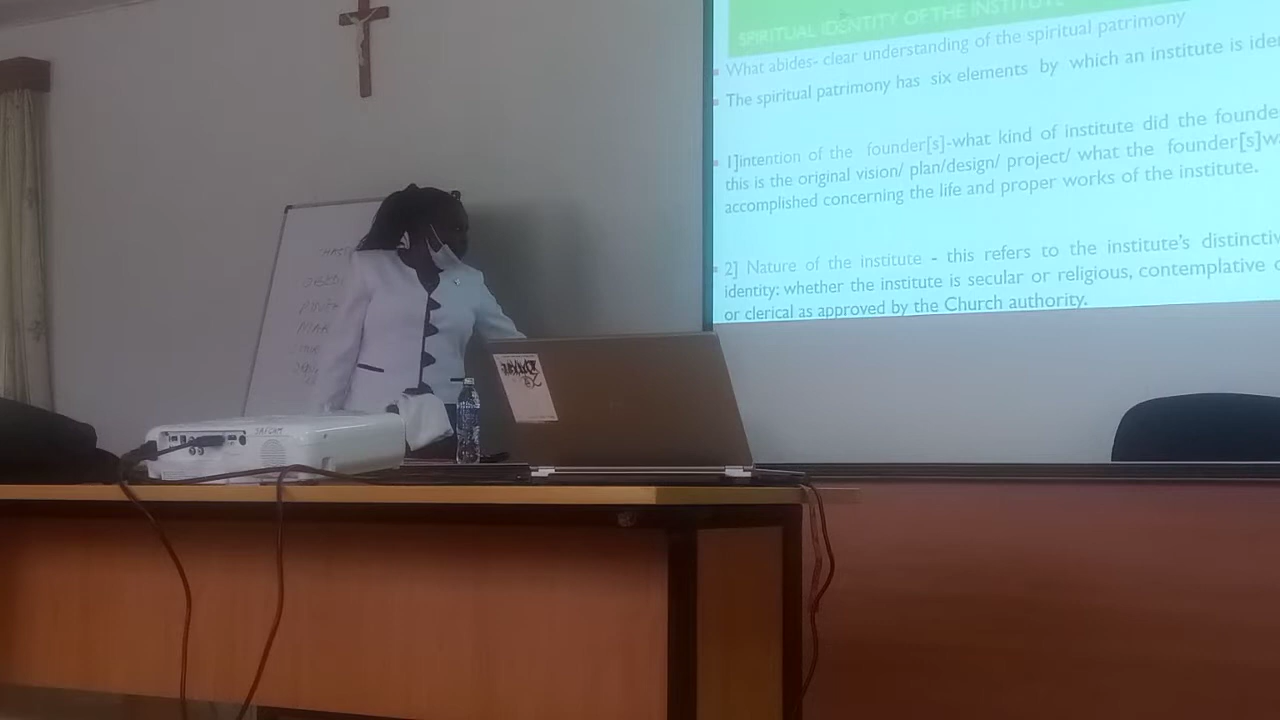 SPIRITUAL IDENTITY OF THE INSTITUTE
What abides- clear understanding of the spiritual patrimony
The spiritual patrimony has six elements by which an institute is ide
1]intention of the founder[s]-what kind of institute did the founde
this is the original vision/ plan/design/ project/ what the founder[s]w
accomplished concerning the life and proper works of the institute.
2] Nature of the institute - this refers to the institute's distinctiv
identity: whether the institute is secular or religious, contemplative
or clerical as approved by the Church authority.